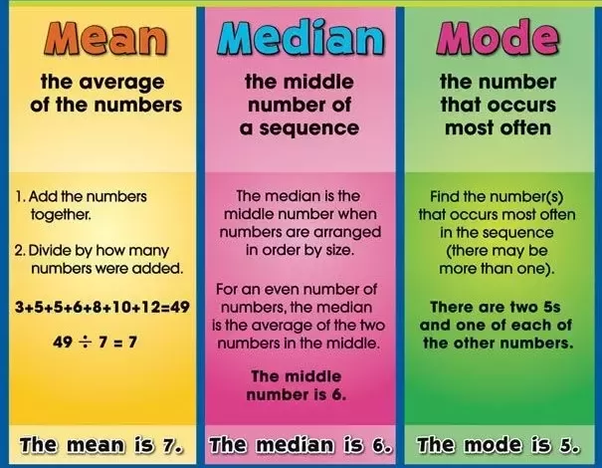 Mean
the average
of the numbers
1. Add the numbers
together.
2. Divide by how many
numbers were added.
3+5+5+6+8+10+12=49
49 ÷ 7 = 7
The mean is 7.
Median
the middle
number of
a sequence
The median is the
middle number when
numbers are arranged
in order by size.
For an even number of
numbers, the median
is the average of the two
numbers in the middle.
The middle
number is 6.
The median is 6.
Mode
the number
that occurs
most often
Find the number(s)
that occurs most often
in the sequence
(there may be
more than one).
There are two 5s
and one of each of
the other numbers.
The mode is 5.